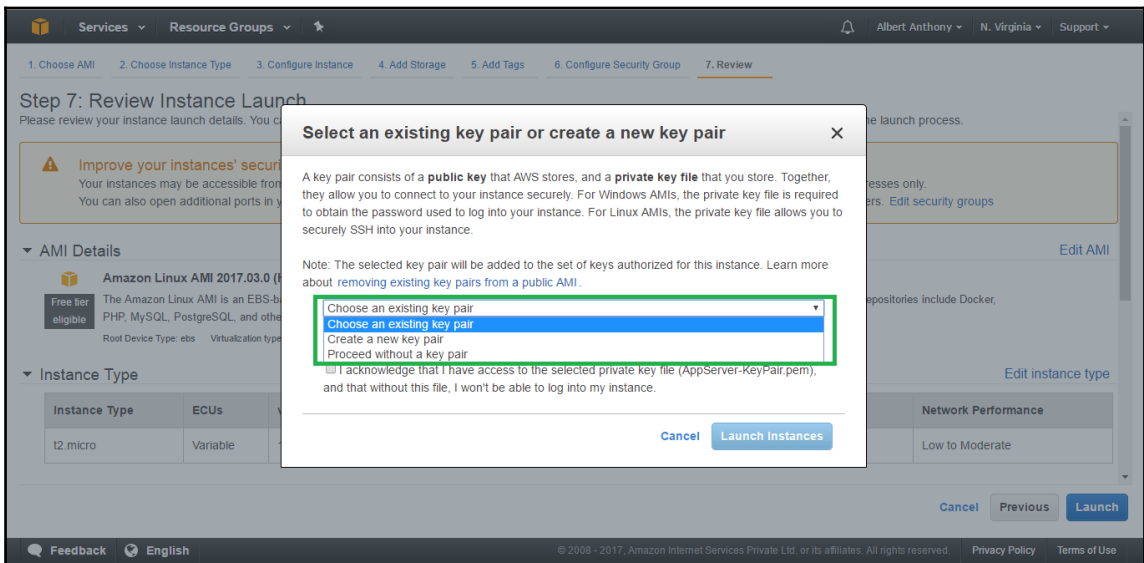 Services Resource Groups Albert Anthony N. Virginia Support
1. Choose AMI 2. Choose Instance Type 3. Configure Instance 4. Add Storage 5. Add Tags 6. Configure Security Group 7. Review
Step 7: Review Instance Launch
Please review your instance launch details. You ca
he launch process.
Select an existing key pair or create a new key pair
Improve your instances' securi
Your instances may be accessible from
resses only.
You can also open additional ports in y
ers. Edit security groups
A key pair consists of a public key that AWS stores, and a private key file that you store. Together,
they allow you to connect to your instance securely. For Windows AMIs, the private key file is required
to obtain the password used to log into your instance. For Linux AMIs, the private key file allows you to
securely SSH into your instance.
Note: The selected key pair will be added to the set of keys authorized for this instance. Learn more
about removing existing key pairs from a public AMI.
Choose an existing key pair
Choose an existing key pair
Create a new key pair
Proceed without a key pair
I acknowledge that I have access to the selected private key file (AppServer-KeyPair.pem),
and that without this file, I won't be able to log into my instance.
Cancel Launch Instances
AMI Details
Edit AMI
Amazon Linux AMI 2017.03.0 (
Free tier
eligible
The Amazon Linux AMI is an EBS-ba
epositories include Docker,
PHP, MySQL, PostgreSQL, and othe
Root Device Type: ebs Virtualization type
Instance Type
Edit instance type
Instance Type ECUs Network Performance
t2.micro Variable Low to Moderate
Cancel Previous Launch
Feedback English © 2008 - 2017, Amazon Internet Services Private Ltd. or its affiliates. All rights reserved. Privacy Policy Terms of Use